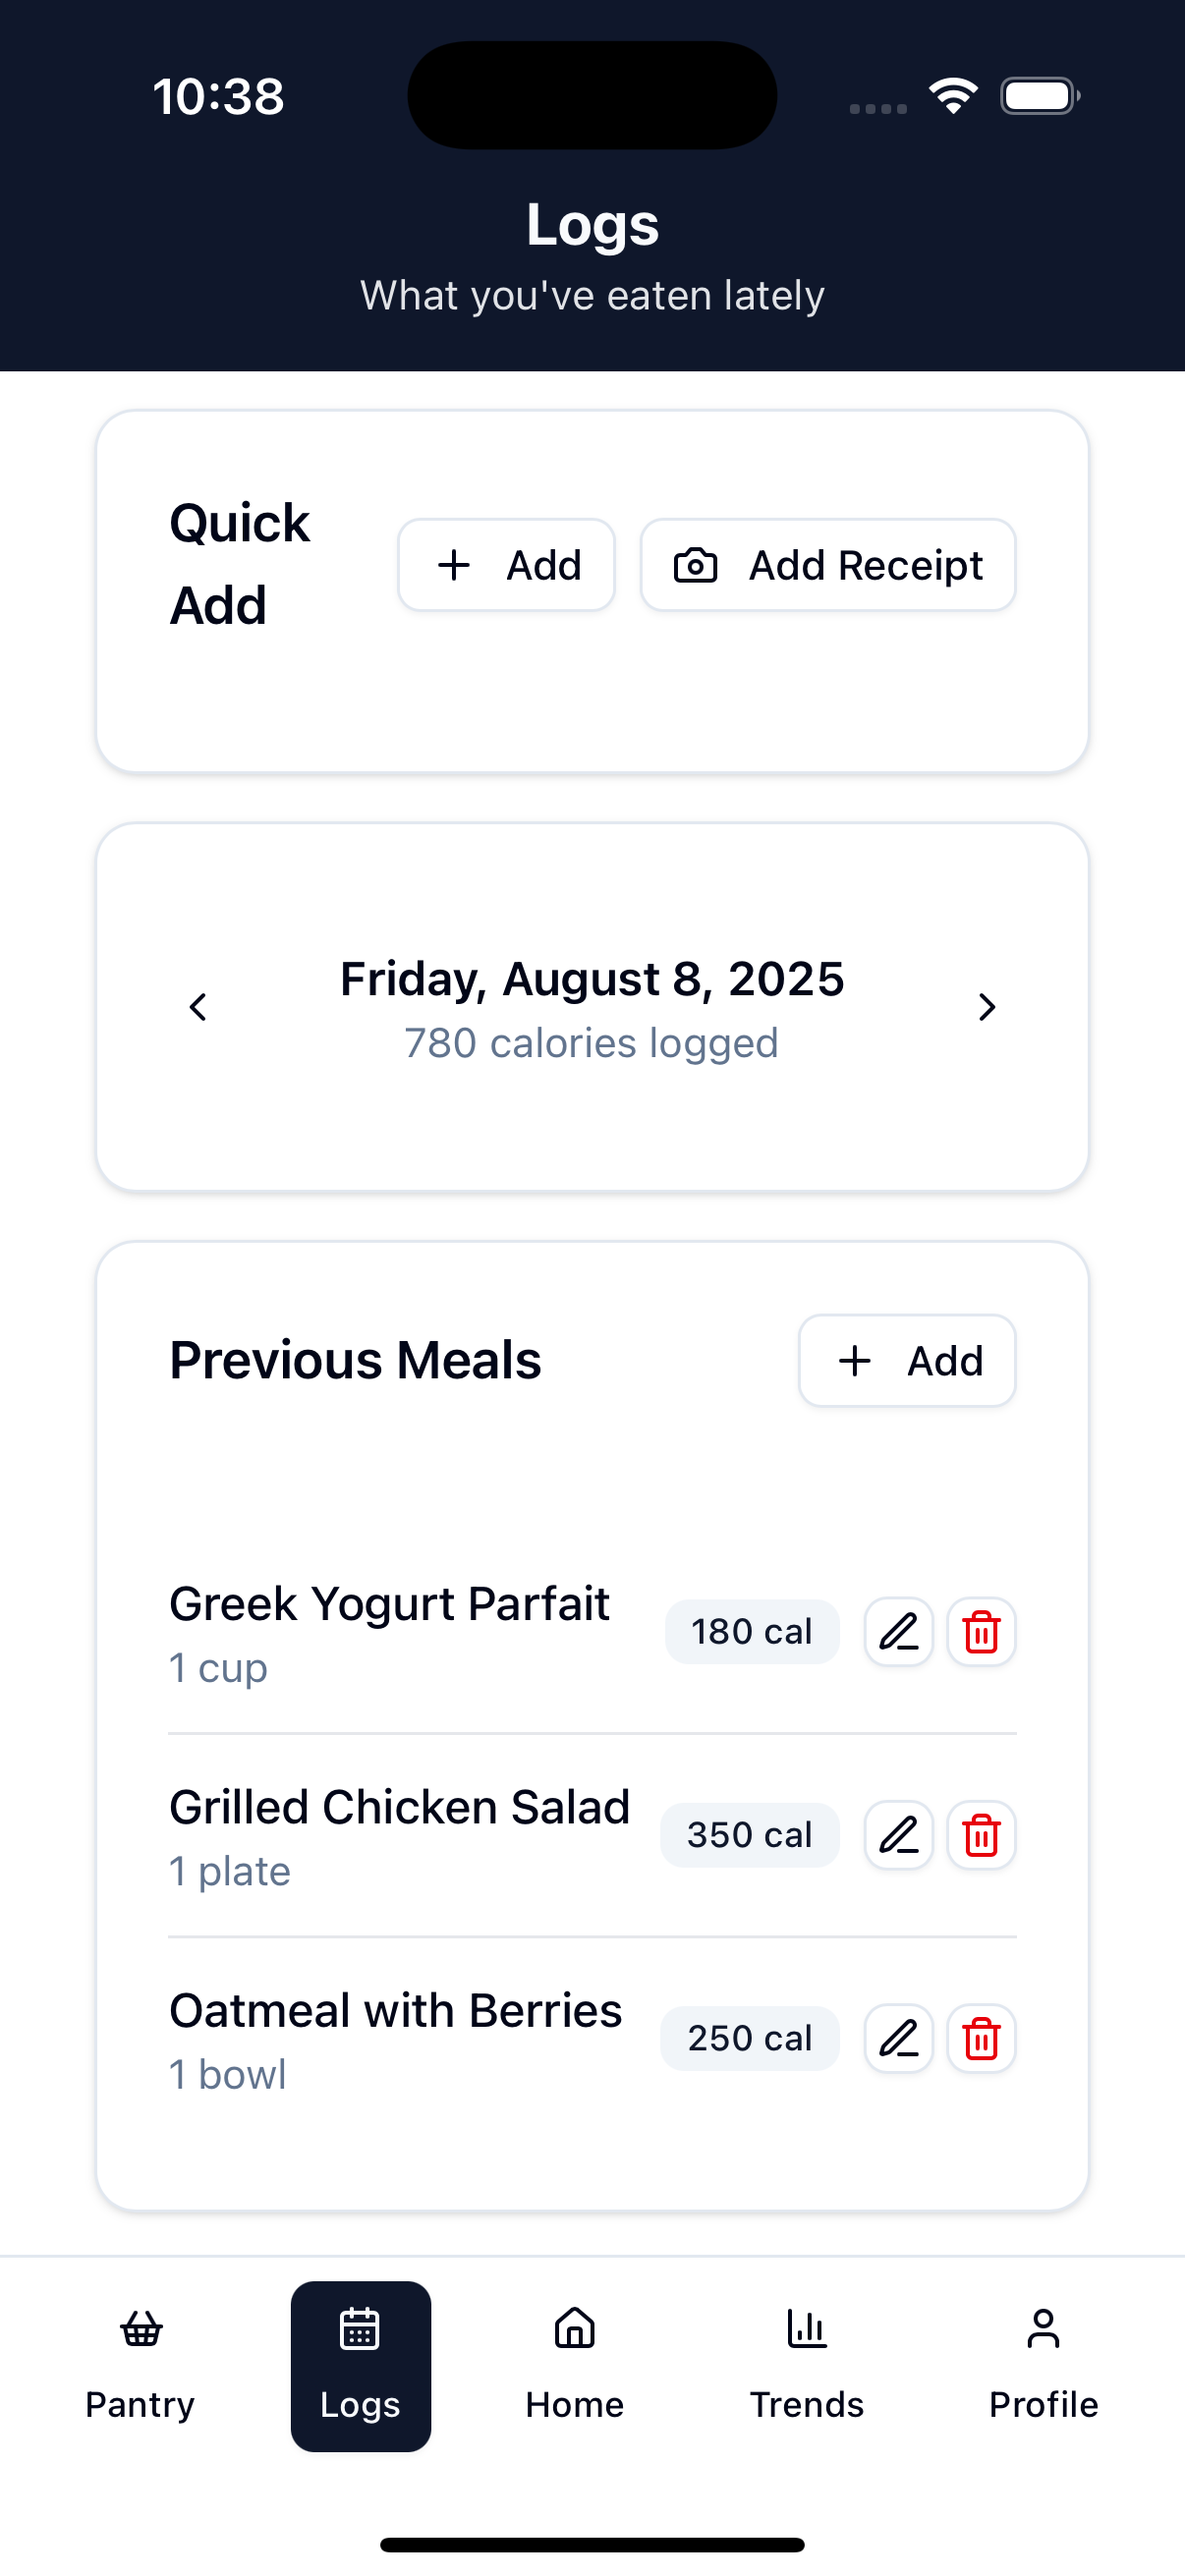 10:38
Logs
What you've eaten lately
Quick
Add
Add
Add Receipt
Friday, August 8, 2025
780 calories logged
Previous Meals
Add
Greek Yogurt Parfait
1 cup
180 cal
Grilled Chicken Salad
1 plate
350 cal
Oatmeal with Berries
1 bowl
250 cal
Pantry
Logs
Home
Trends
Profile